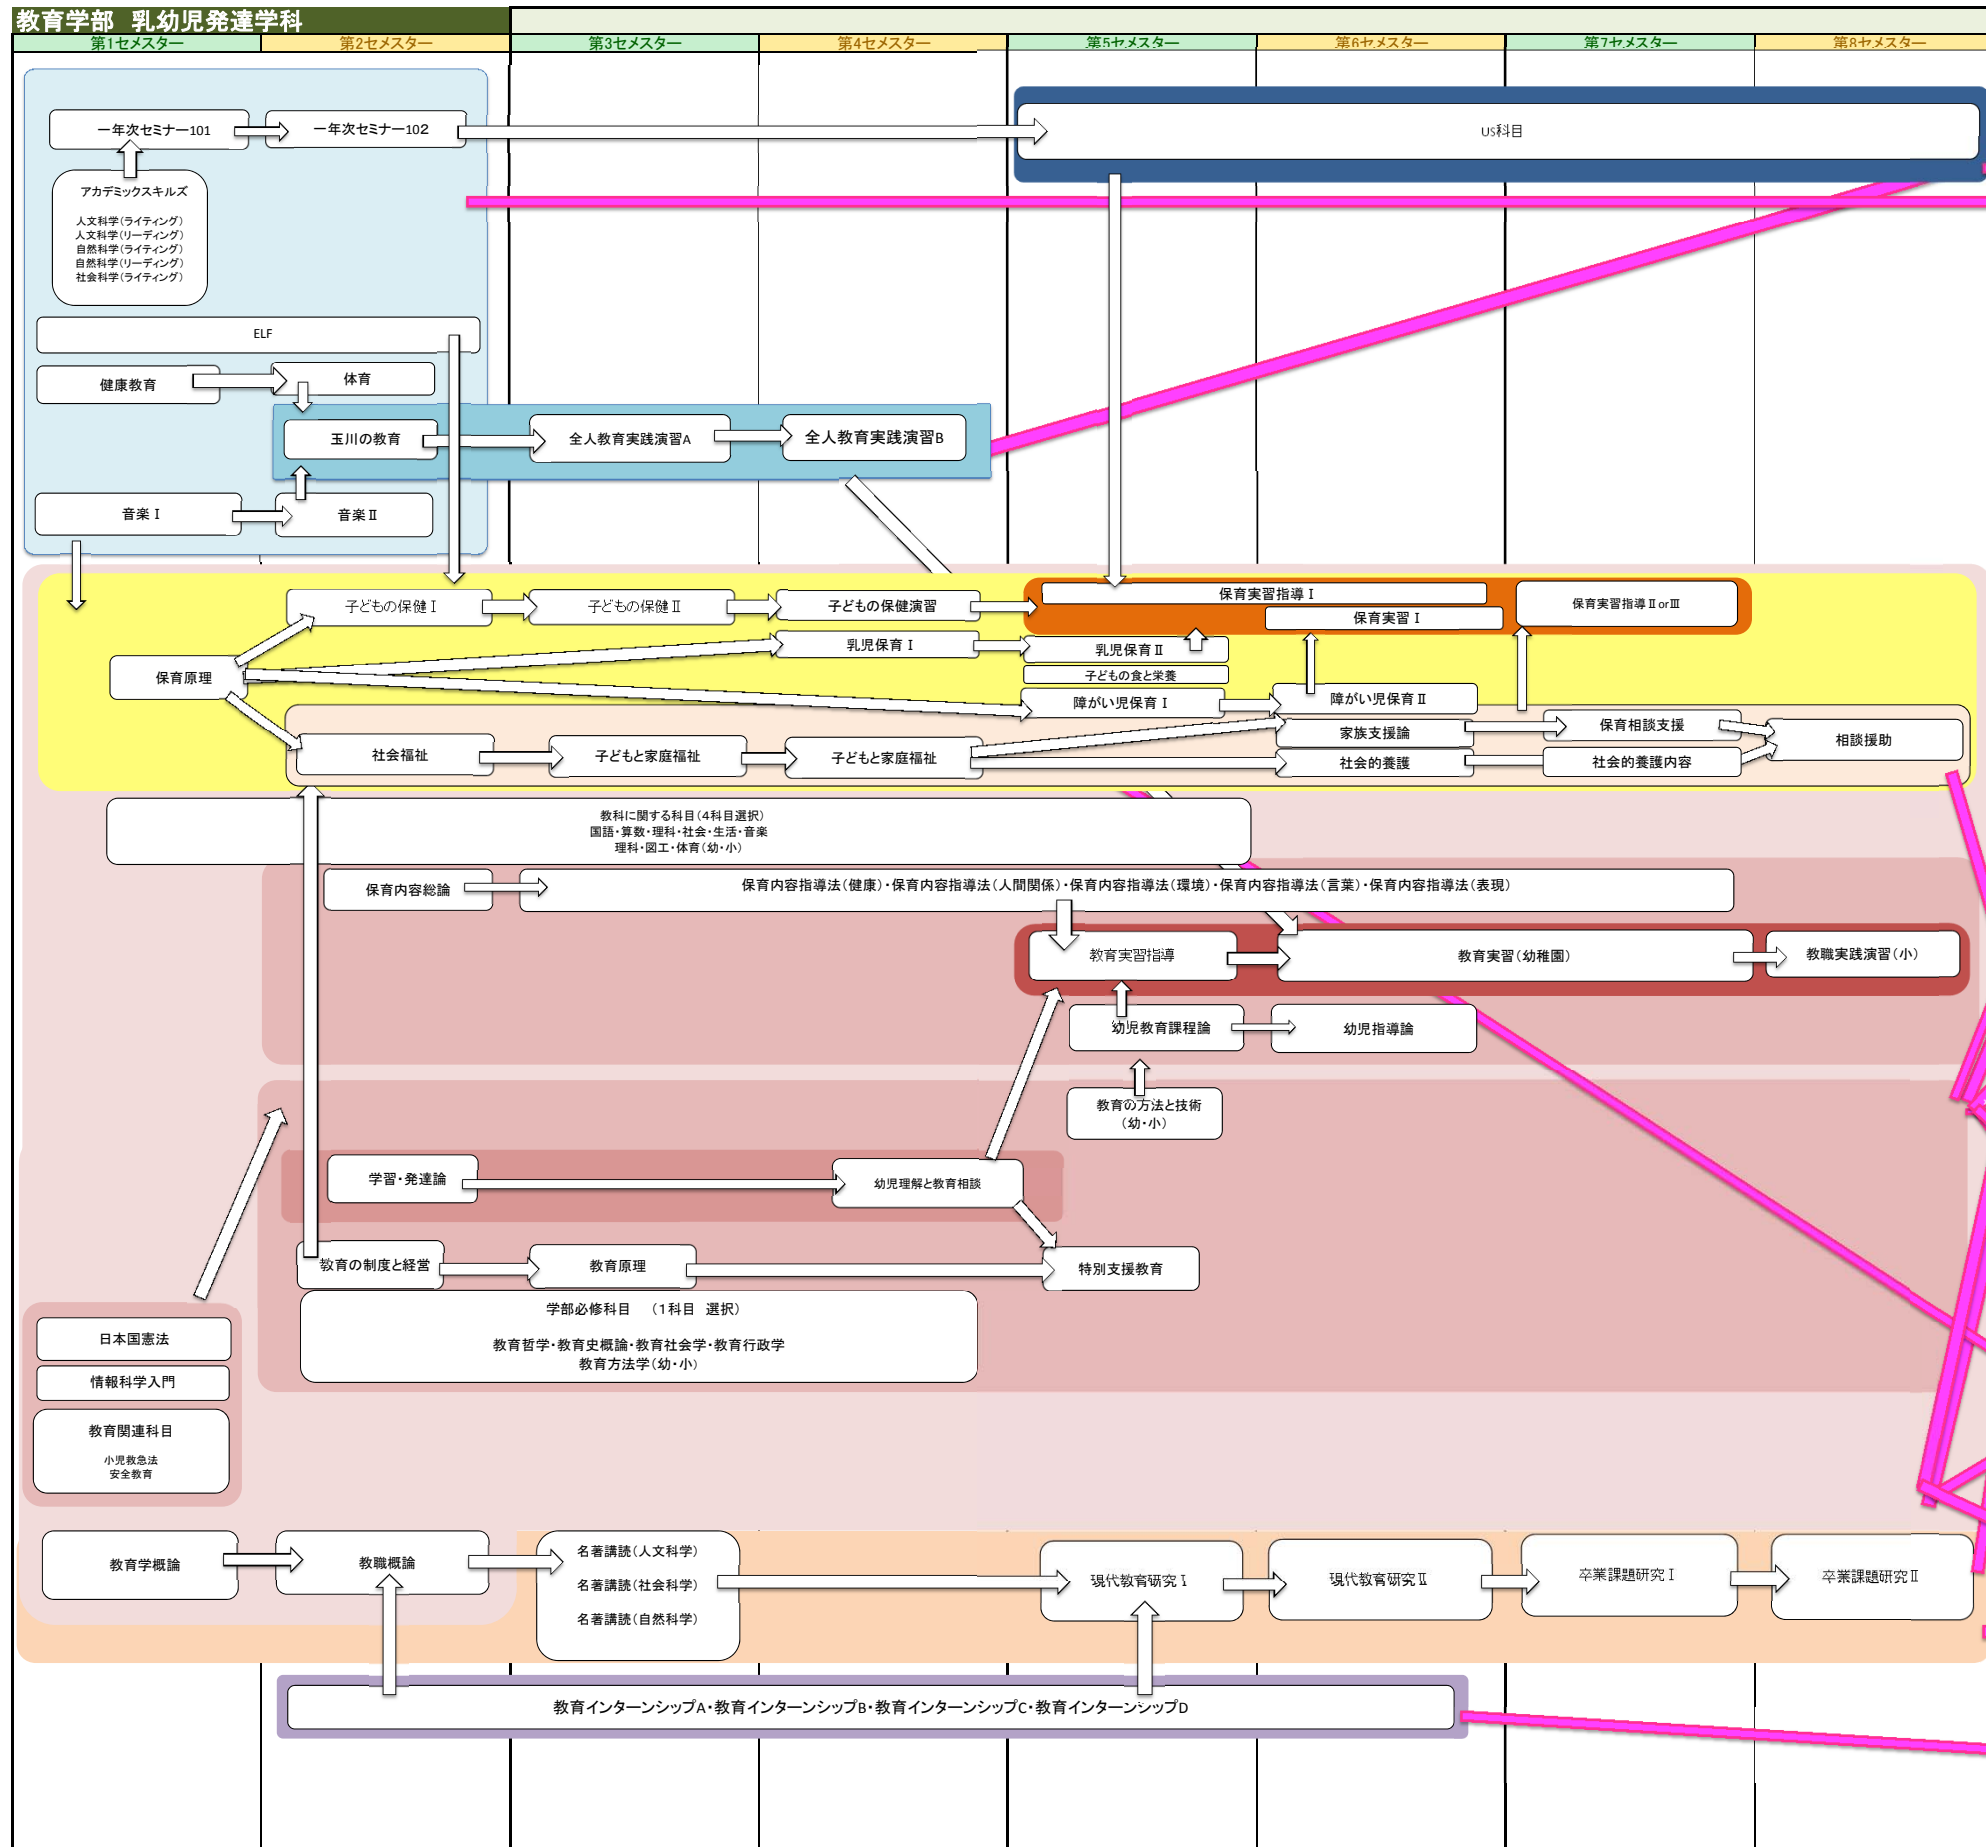 教育学部　乳幼児発達学科
第1セメスター
第2セメスター
第3セメスター
第4セメスター
第5セメスター
第6セメスター
第7セメスター
第8セメスター
一年次セミナー101
一年次セミナー102
US科目
アカデミックスキルズ
人文科学(ライティング)
人文科学(リーディング)
自然科学(ライティング)
自然科学(リーディング)
社会科学(ライティング)
ELF
健康教育
体育
玉川の教育
全人教育実践演習A
全人教育実践演習B
音楽Ⅰ
音楽Ⅱ
子どもの保健Ⅰ
子どもの保健Ⅱ
子どもの保健演習
保育実習指導Ⅰ
保育実習Ⅰ
保育実習指導ⅡorⅢ
乳児保育Ⅰ
乳児保育Ⅱ
子どもの食と栄養
保育原理
障がい児保育Ⅰ
障がい児保育Ⅱ
社会福祉
子どもと家庭福祉
子どもと家庭福祉
家族支援論
保育相談支援
相談援助
社会的養護
社会的養護内容
教科に関する科目(4科目選択)
国語・算数・理科・社会・生活・音楽
理科・図工・体育(幼・小)
保育内容総論
保育内容指導法(健康)・保育内容指導法(人間関係)・保育内容指導法(環境)・保育内容指導法(言葉)・保育内容指導法(表現)
教育実習指導
教育実習(幼稚園)
教職実践演習(小)
幼児教育課程論
幼児指導論
教育の方法と技術
(幼・小)
学習・発達論
幼児理解と教育相談
教育の制度と経営
教育原理
特別支援教育
学部必修科目　(1科目　選択)
教育哲学・教育史概論・教育社会学・教育行政学
教育方法学(幼・小)
日本国憲法
情報科学入門
教育関連科目
小児救急法
安全教育
教育学概論
教職概論
名著講読(人文科学)
名著講読(社会科学)
名著講読(自然科学)
現代教育研究Ⅰ
現代教育研究Ⅱ
卒業課題研究Ⅰ
卒業課題研究Ⅱ
教育インターンシップA・教育インターンシップB・教育インターンシップC・教育インターンシップD